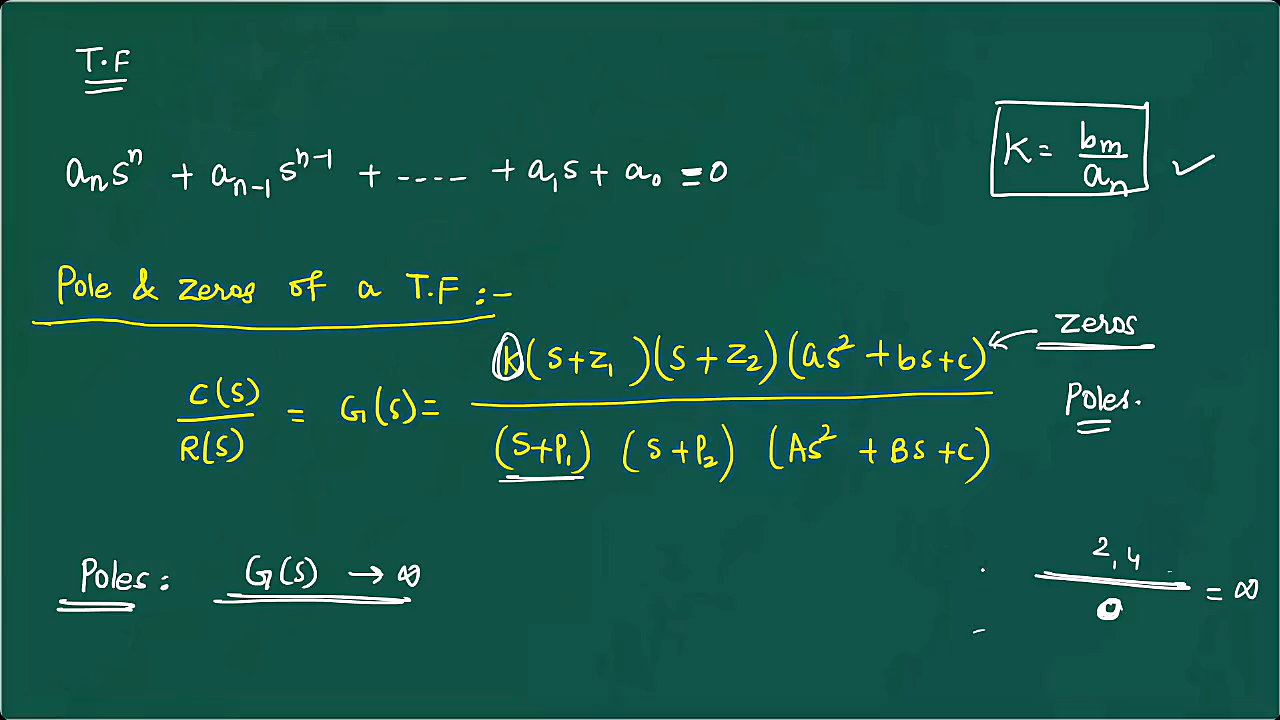 T.F
aₙsⁿ + aₙ₋₁sⁿ⁻¹ + ..... + a₁s + a₀ = 0
K = bₘ/aₙ ✓
Pole & zeros of a T.F :-
C(s)/R(s) = G(s) = K(s+z₁)(s+z₂)(as²+bs+c) / (s+P₁)(s+P₂)(As²+Bs+c)
zeros
Poles.
Poles: G(s) → ∞
2,4/0 = ∞